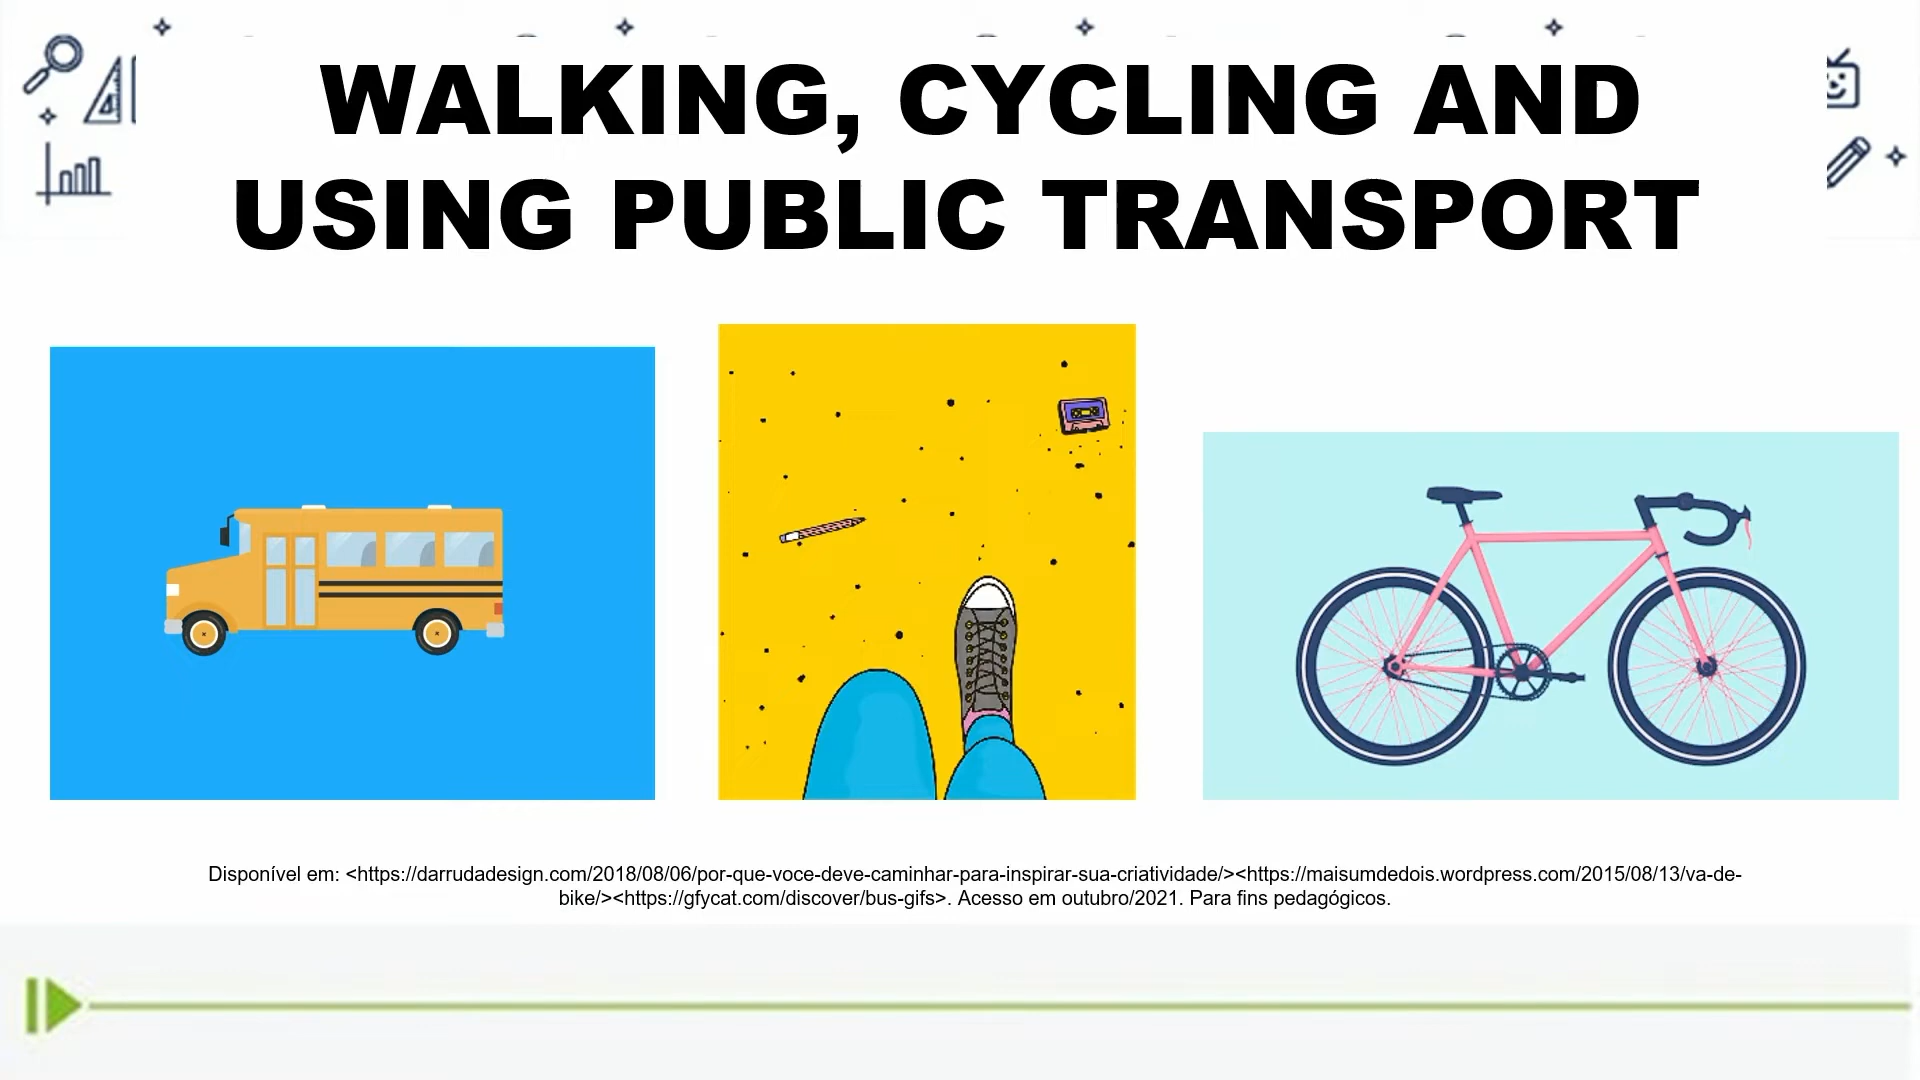 WALKING, CYCLING AND
USING PUBLIC TRANSPORT
Disponível em: <https://darrudadesign.com/2018/08/06/por-que-voce-deve-caminhar-para-inspirar-sua-criatividade/><https://maisumdedois.wordpress.com/2015/08/13/va-de-
bike/><https://gfycat.com/discover/bus-gifs>. Acesso em outubro/2021. Para fins pedagógicos.